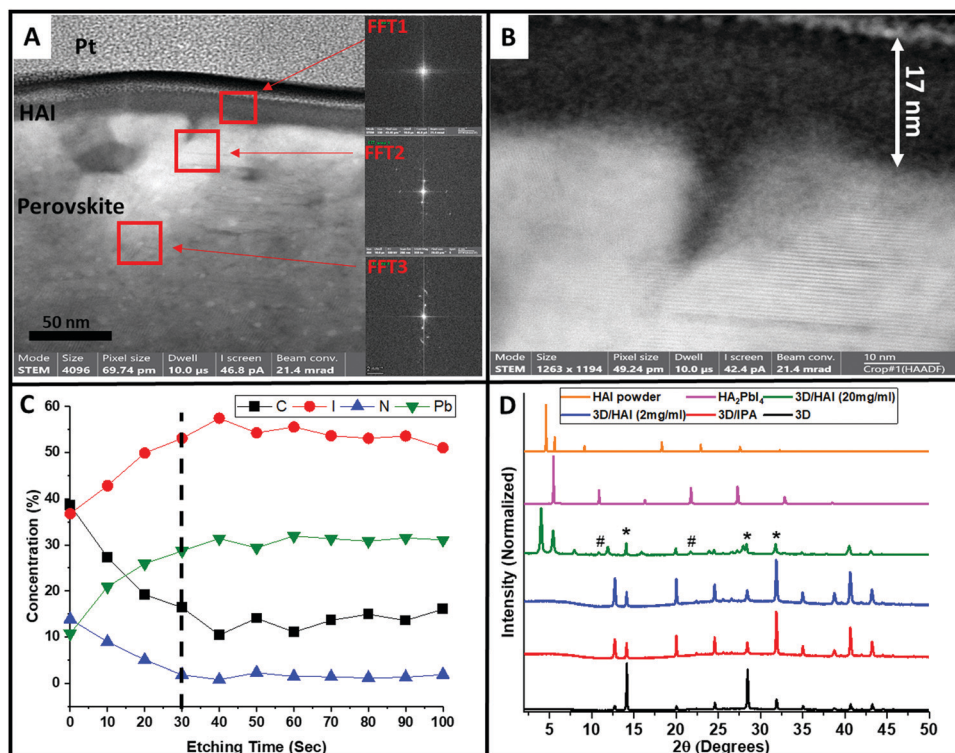 A
Pt
HAI
Perovskite
50 nm
FFT1
FFT2
FFT3
Mode Size Pixel size Dwell I screen Beam conv.
STEM 4096 69.74 pm 10.0 µs 46.8 pA 21.4 mrad
B
17 nm
Mode Size Pixel size Dwell I screen Beam conv. 10 nm
STEM 1263 x 1194 49.24 pm 10.0 µs 42.4 pA 21.4 mrad Crop#1(HAADF)
C
C I N Pb
Concentration (%)
60
50
40
30
20
10
0
0 10 20 30 40 50 60 70 80 90 100
Etching Time (Sec)
D
HAI powder HA₂PbI₄ 3D/HAI (20mg/ml)
3D/HAI (2mg/ml) 3D/IPA 3D
Intensity (Normalized)
# * # * *
5 10 15 20 25 30 35 40 45 50
2θ (Degrees)